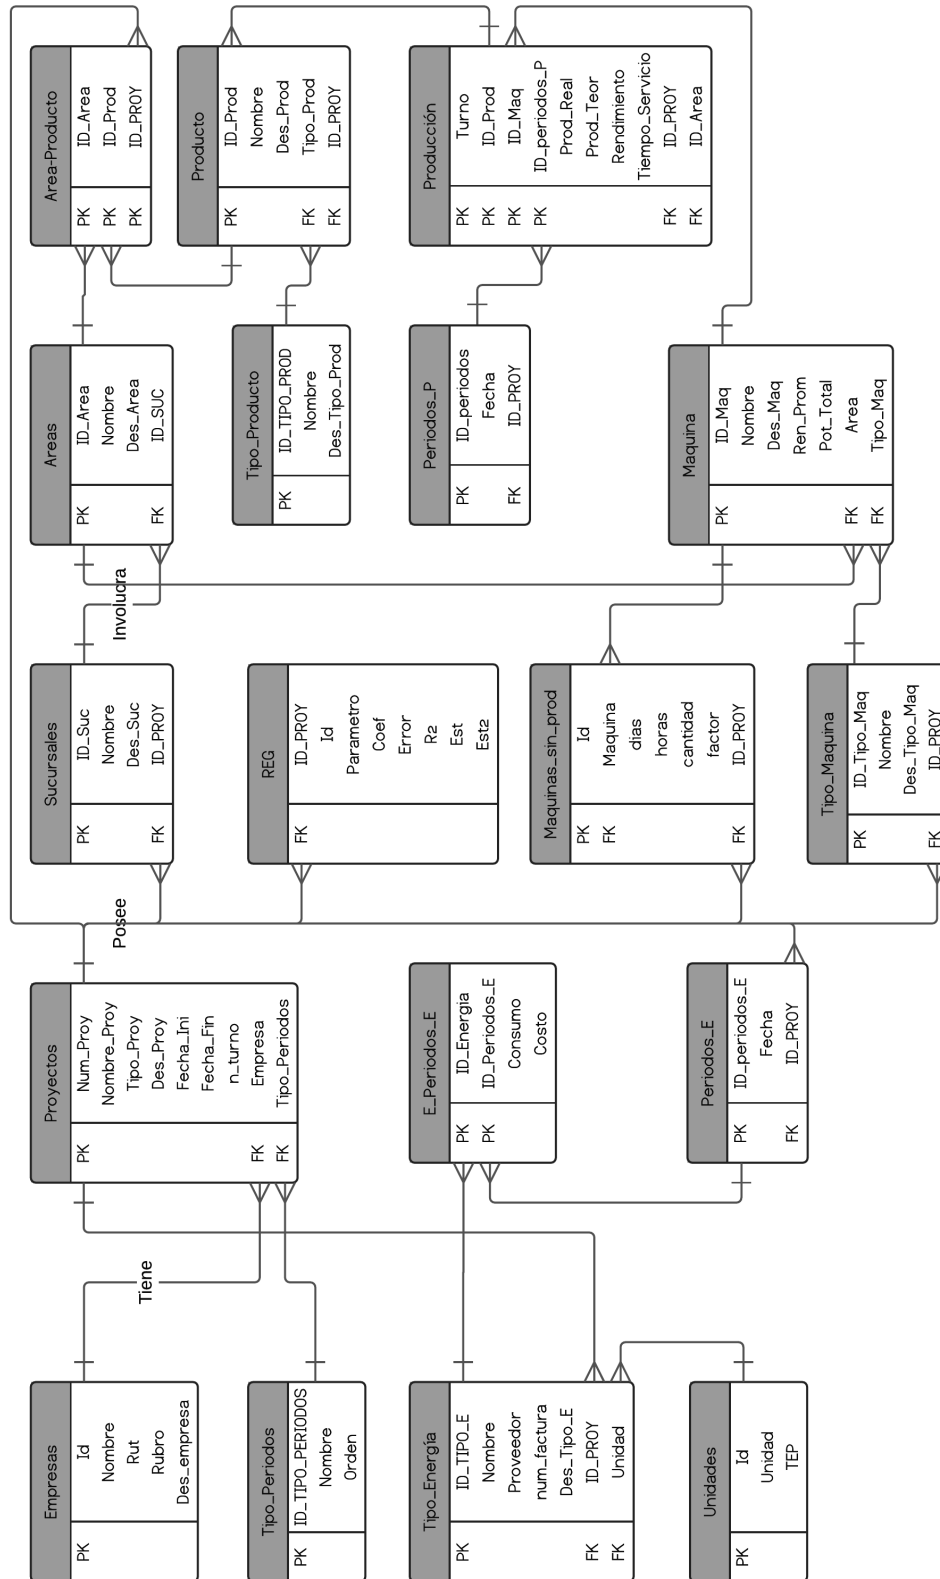 Empresas
PK Id
Nombre
Rut
Rubro
Des_empresa
Tiene
Proyectos
PK Num_Proy
Nombre_Proy
Tipo_Proy
Des_Proy
Fecha_Ini
Fecha_Fin
n_turno
FK Empresa
FK Tipo_Periodos
Posee
Sucursales
PK ID_Suc
Nombre
Des_Suc
FK ID_PROY
Involucra
Areas
PK ID_Area
Nombre
Des_Area
FK ID_SUC
Area-Producto
PK ID_Area
PK ID_Prod
PK ID_PROY
Producto
PK ID_Prod
Nombre
Des_Prod
FK Tipo_Prod
FK ID_PROY
Tipo_Periodos
PK ID_TIPO_PERIODOS
Nombre
Orden
REG
FK ID_PROY
Id
Parametro
Coef
Error
R2
Est
Est2
Tipo_Producto
PK ID_TIPO_PROD
Nombre
Des_Tipo_Prod
Tipo_Energía
PK ID_TIPO_E
Nombre
Proveedor
num_factura
Des_Tipo_E
FK ID_PROY
FK Unidad
E_Periodos_E
PK ID_Energia
PK ID_Periodos_E
Consumo
Costo
Periodos_P
PK ID_periodos
Fecha
FK ID_PROY
Producción
PK Turno
PK ID_Prod
PK ID_Maq
PK ID_periodos_P
Prod_Real
Prod_Teor
Rendimiento
Tiempo_Servicio
FK ID_PROY
FK ID_Area
Maquinas_sin_prod
PK Id
FK Maquina
dias
horas
cantidad
factor
FK ID_PROY
Maquina
PK ID_Maq
Nombre
Des_Maq
Ren_Prom
Pot_Total
FK Area
FK Tipo_Maq
Unidades
PK Id
Unidad
TEP
Periodos_E
PK ID_periodos_E
Fecha
FK ID_PROY
Tipo_Maquina
PK ID_Tipo_Maq
Nombre
Des_Tipo_Maq
FK ID_PROY